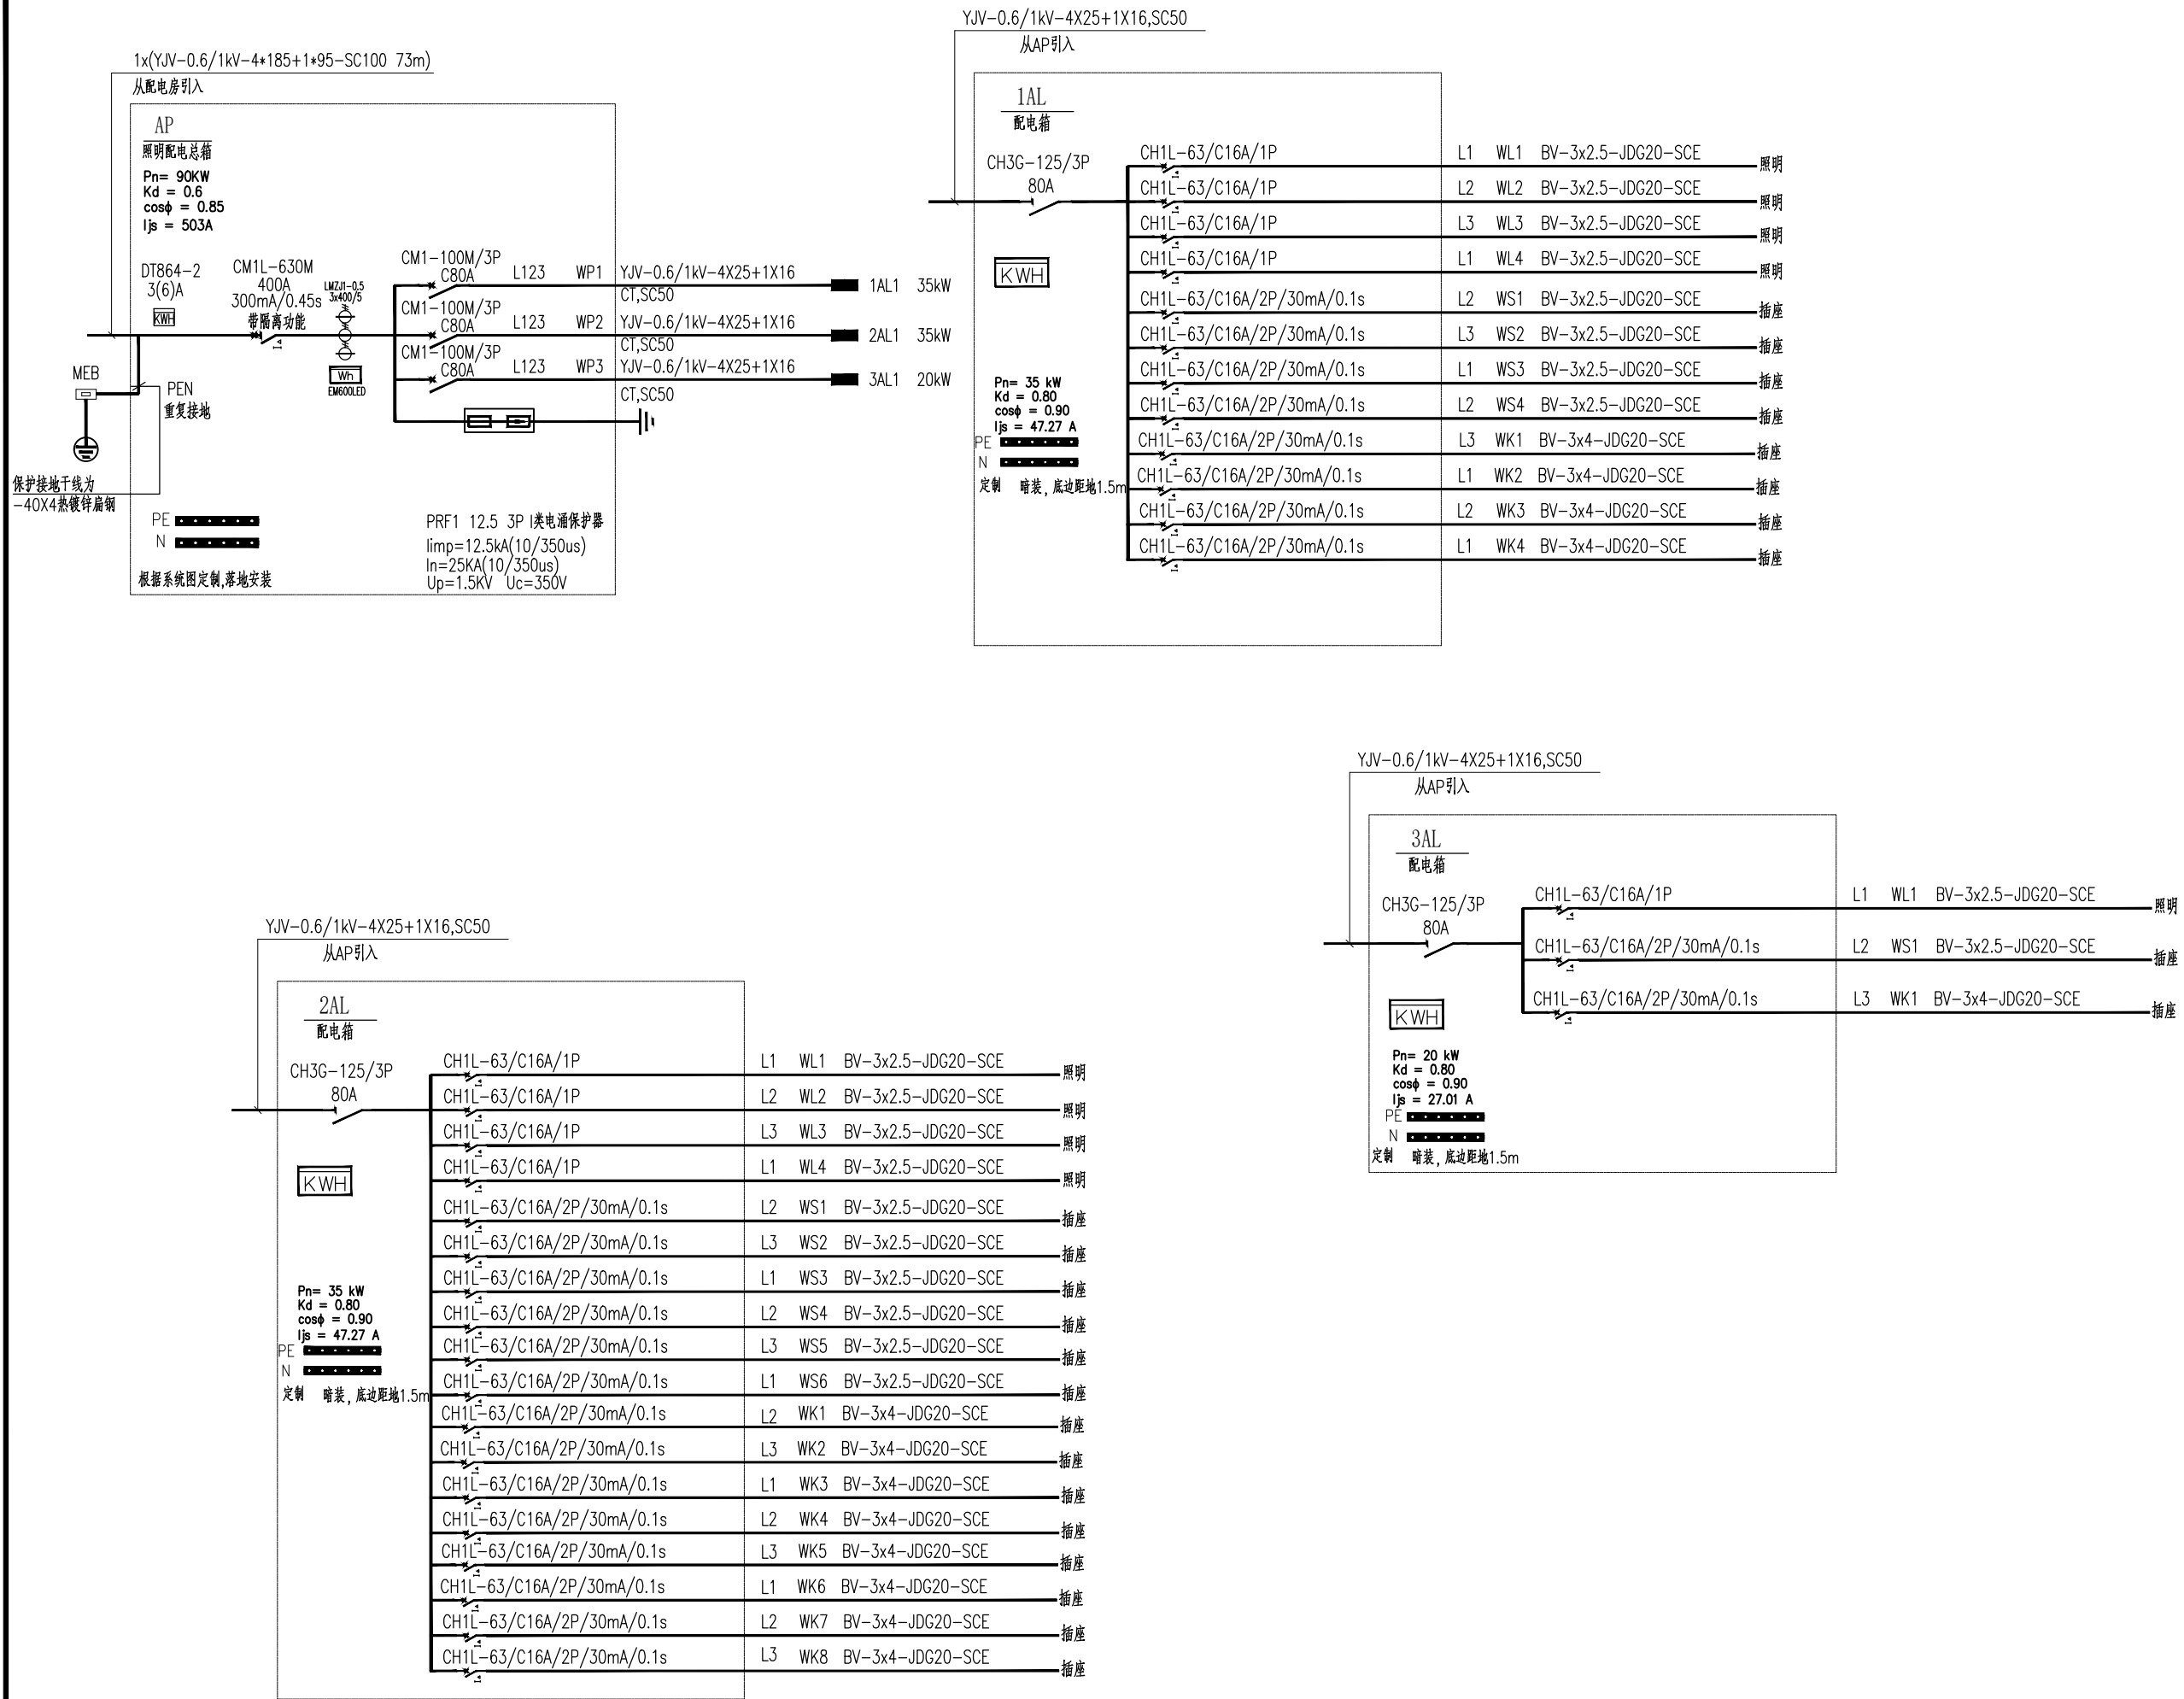 1x(YJV-0.6/1kV-4*185+1*95-SC100 73m)
从配电房引入
AP
照明配电总箱
Pn= 90KW
Kd = 0.6
cosϕ = 0.85
Ijs = 503A
DT864-2
3(6)A
KWH
CM1L-630M
400A
300mA/0.45s
带隔离功能
LMZJ1-0.5
3x400/5
Wh
EM600LED
CM1-100M/3P
C80A
L123 WP1 YJV-0.6/1kV-4X25+1X16
CT,SC50
1AL1 35kW
CM1-100M/3P
C80A
L123 WP2 YJV-0.6/1kV-4X25+1X16
CT,SC50
2AL1 35kW
CM1-100M/3P
C80A
L123 WP3 YJV-0.6/1kV-4X25+1X16
CT,SC50
3AL1 20kW
MEB
PEN
重复接地
保护接地干线为
-40X4热镀锌扁钢
PE
N
根据系统图定制,落地安装
PRF1 12.5 3P I类电涌保护器
Iimp=12.5kA(10/350us)
In=25KA(10/350us)
Up=1.5KV Uc=350V
YJV-0.6/1kV-4X25+1X16,SC50
从AP引入
1AL
配电箱
CH3G-125/3P
80A
KWH
Pn= 35 kW
Kd = 0.80
cosϕ = 0.90
Ijs = 47.27 A
PE
N
定制 暗装, 底边距地1.5m
CH1L-63/C16A/1P L1 WL1 BV-3x2.5-JDG20-SCE 照明
CH1L-63/C16A/1P L2 WL2 BV-3x2.5-JDG20-SCE 照明
CH1L-63/C16A/1P L3 WL3 BV-3x2.5-JDG20-SCE 照明
CH1L-63/C16A/1P L1 WL4 BV-3x2.5-JDG20-SCE 照明
CH1L-63/C16A/2P/30mA/0.1s L2 WS1 BV-3x2.5-JDG20-SCE 插座
CH1L-63/C16A/2P/30mA/0.1s L3 WS2 BV-3x2.5-JDG20-SCE 插座
CH1L-63/C16A/2P/30mA/0.1s L1 WS3 BV-3x2.5-JDG20-SCE 插座
CH1L-63/C16A/2P/30mA/0.1s L2 WS4 BV-3x2.5-JDG20-SCE 插座
CH1L-63/C16A/2P/30mA/0.1s L3 WK1 BV-3x4-JDG20-SCE 插座
CH1L-63/C16A/2P/30mA/0.1s L1 WK2 BV-3x4-JDG20-SCE 插座
CH1L-63/C16A/2P/30mA/0.1s L2 WK3 BV-3x4-JDG20-SCE 插座
CH1L-63/C16A/2P/30mA/0.1s L1 WK4 BV-3x4-JDG20-SCE 插座
YJV-0.6/1kV-4X25+1X16,SC50
从AP引入
3AL
配电箱
CH3G-125/3P
80A
KWH
Pn= 20 kW
Kd = 0.80
cosϕ = 0.90
Ijs = 27.01 A
PE
N
定制 暗装, 底边距地1.5m
CH1L-63/C16A/1P L1 WL1 BV-3x2.5-JDG20-SCE 照明
CH1L-63/C16A/2P/30mA/0.1s L2 WS1 BV-3x2.5-JDG20-SCE 插座
CH1L-63/C16A/2P/30mA/0.1s L3 WK1 BV-3x4-JDG20-SCE 插座
YJV-0.6/1kV-4X25+1X16,SC50
从AP引入
2AL
配电箱
CH3G-125/3P
80A
KWH
Pn= 35 kW
Kd = 0.80
cosϕ = 0.90
Ijs = 47.27 A
PE
N
定制 暗装, 底边距地1.5m
CH1L-63/C16A/1P L1 WL1 BV-3x2.5-JDG20-SCE 照明
CH1L-63/C16A/1P L2 WL2 BV-3x2.5-JDG20-SCE 照明
CH1L-63/C16A/1P L3 WL3 BV-3x2.5-JDG20-SCE 照明
CH1L-63/C16A/1P L1 WL4 BV-3x2.5-JDG20-SCE 照明
CH1L-63/C16A/2P/30mA/0.1s L2 WS1 BV-3x2.5-JDG20-SCE 插座
CH1L-63/C16A/2P/30mA/0.1s L3 WS2 BV-3x2.5-JDG20-SCE 插座
CH1L-63/C16A/2P/30mA/0.1s L1 WS3 BV-3x2.5-JDG20-SCE 插座
CH1L-63/C16A/2P/30mA/0.1s L2 WS4 BV-3x2.5-JDG20-SCE 插座
CH1L-63/C16A/2P/30mA/0.1s L3 WS5 BV-3x2.5-JDG20-SCE 插座
CH1L-63/C16A/2P/30mA/0.1s L1 WS6 BV-3x2.5-JDG20-SCE 插座
CH1L-63/C16A/2P/30mA/0.1s L2 WK1 BV-3x4-JDG20-SCE 插座
CH1L-63/C16A/2P/30mA/0.1s L3 WK2 BV-3x4-JDG20-SCE 插座
CH1L-63/C16A/2P/30mA/0.1s L1 WK3 BV-3x4-JDG20-SCE 插座
CH1L-63/C16A/2P/30mA/0.1s L2 WK4 BV-3x4-JDG20-SCE 插座
CH1L-63/C16A/2P/30mA/0.1s L3 WK5 BV-3x4-JDG20-SCE 插座
CH1L-63/C16A/2P/30mA/0.1s L1 WK6 BV-3x4-JDG20-SCE 插座
CH1L-63/C16A/2P/30mA/0.1s L2 WK7 BV-3x4-JDG20-SCE 插座
CH1L-63/C16A/2P/30mA/0.1s L3 WK8 BV-3x4-JDG20-SCE 插座